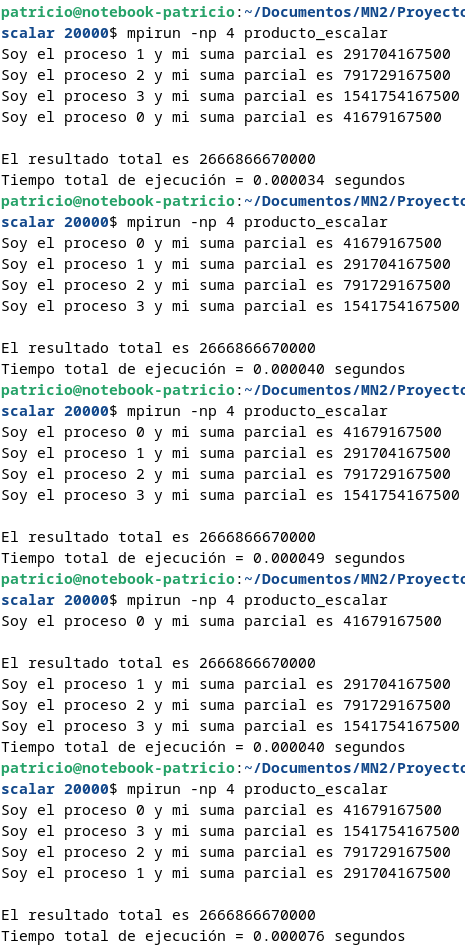 patricio@notebook-patricio:~/Documentos/MN2/Proyecto
scalar 20000$ mpirun -np 4 producto_escalar
Soy el proceso 1 y mi suma parcial es 291704167500
Soy el proceso 2 y mi suma parcial es 791729167500
Soy el proceso 3 y mi suma parcial es 1541754167500
Soy el proceso 0 y mi suma parcial es 41679167500

El resultado total es 2666866670000
Tiempo total de ejecución = 0.000034 segundos
patricio@notebook-patricio:~/Documentos/MN2/Proyecto
scalar 20000$ mpirun -np 4 producto_escalar
Soy el proceso 0 y mi suma parcial es 41679167500
Soy el proceso 1 y mi suma parcial es 291704167500
Soy el proceso 2 y mi suma parcial es 791729167500
Soy el proceso 3 y mi suma parcial es 1541754167500

El resultado total es 2666866670000
Tiempo total de ejecución = 0.000040 segundos
patricio@notebook-patricio:~/Documentos/MN2/Proyecto
scalar 20000$ mpirun -np 4 producto_escalar
Soy el proceso 0 y mi suma parcial es 41679167500
Soy el proceso 1 y mi suma parcial es 291704167500
Soy el proceso 2 y mi suma parcial es 791729167500
Soy el proceso 3 y mi suma parcial es 1541754167500

El resultado total es 2666866670000
Tiempo total de ejecución = 0.000049 segundos
patricio@notebook-patricio:~/Documentos/MN2/Proyecto
scalar 20000$ mpirun -np 4 producto_escalar
Soy el proceso 0 y mi suma parcial es 41679167500

El resultado total es 2666866670000
Soy el proceso 1 y mi suma parcial es 291704167500
Soy el proceso 2 y mi suma parcial es 791729167500
Soy el proceso 3 y mi suma parcial es 1541754167500
Tiempo total de ejecución = 0.000040 segundos
patricio@notebook-patricio:~/Documentos/MN2/Proyecto
scalar 20000$ mpirun -np 4 producto_escalar
Soy el proceso 0 y mi suma parcial es 41679167500
Soy el proceso 3 y mi suma parcial es 1541754167500
Soy el proceso 2 y mi suma parcial es 791729167500
Soy el proceso 1 y mi suma parcial es 291704167500

El resultado total es 2666866670000
Tiempo total de ejecución = 0.000076 segundos